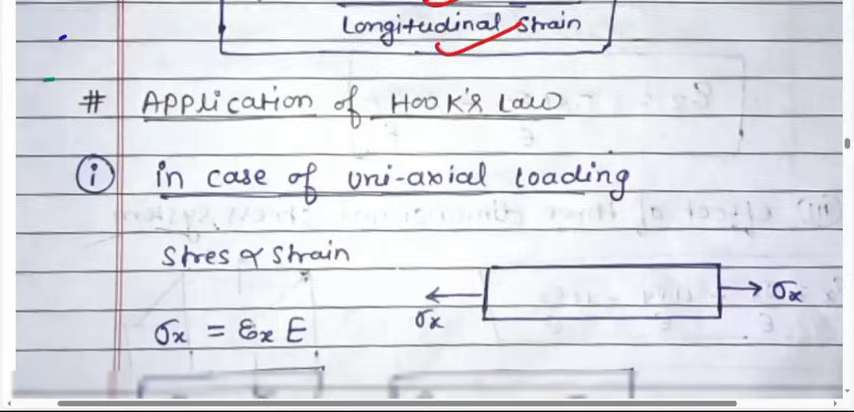 Longitudinal Strain
# Application of Hook's Law
(i) in case of uni-axial loading
Stres ∝ Strain
σx σx
σx = εx E